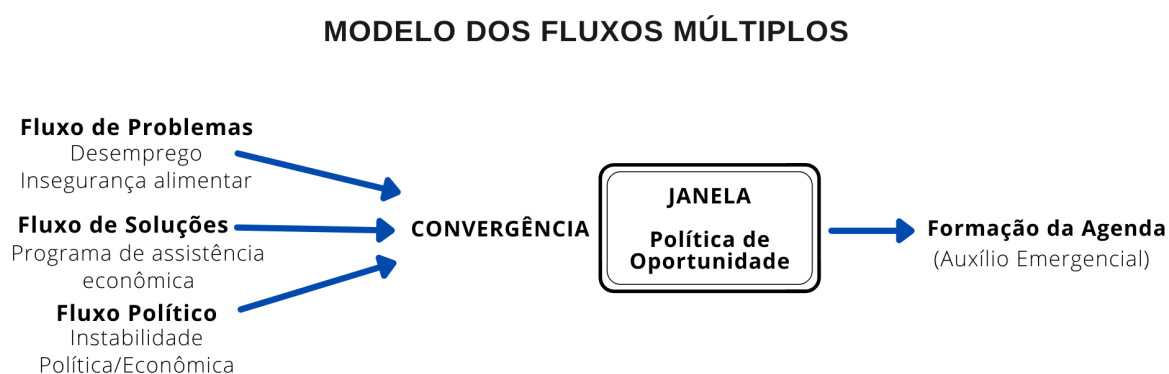 MODELO DOS FLUXOS MÚLTIPLOS
Fluxo de Problemas
Desemprego
Insegurança alimentar
Fluxo de Soluções
Programa de assistência
econômica
Fluxo Político
Instabilidade
Política/Econômica
CONVERGÊNCIA
JANELA
Política de
Oportunidade
Formação da Agenda
(Auxílio Emergencial)